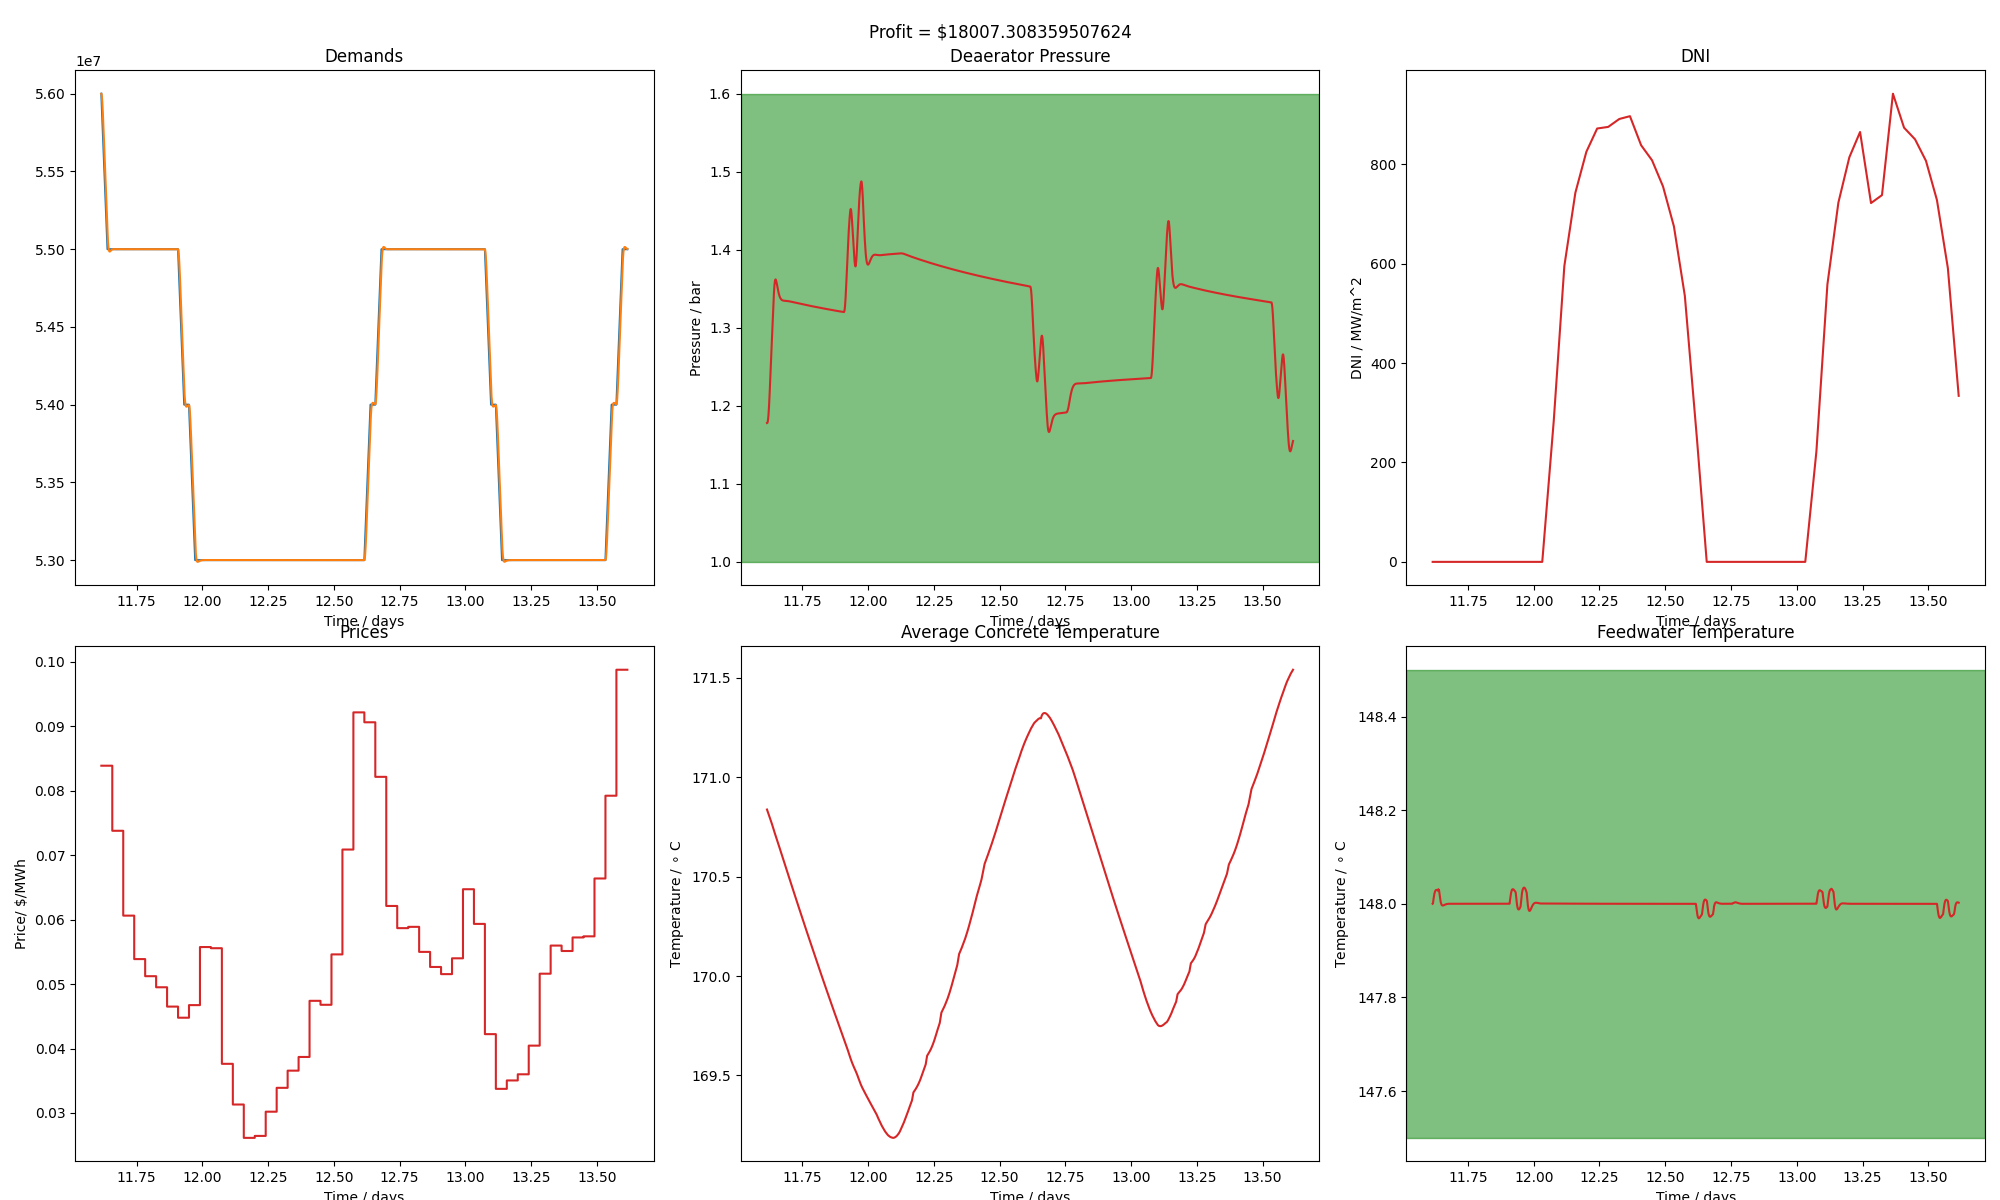 Profit = $18007.308359507624
Demands
1e7
5.60
5.55
5.50
5.45
5.40
5.35
5.30
11.75 12.00 12.25 12.50 12.75 13.00 13.25 13.50
Time / days
Deaerator Pressure
Pressure / bar
1.6
1.5
1.4
1.3
1.2
1.1
1.0
11.75 12.00 12.25 12.50 12.75 13.00 13.25 13.50
Time / days
DNI
DNI / MW/m^2
800
600
400
200
0
11.75 12.00 12.25 12.50 12.75 13.00 13.25 13.50
Time / days
Prices
Price/ $/MWh
0.10
0.09
0.08
0.07
0.06
0.05
0.04
0.03
11.75 12.00 12.25 12.50 12.75 13.00 13.25 13.50
Time / days
Average Concrete Temperature
Temperature / ∘ C
171.5
171.0
170.5
170.0
169.5
11.75 12.00 12.25 12.50 12.75 13.00 13.25 13.50
Time / days
Feedwater Temperature
Temperature / ∘ C
148.4
148.2
148.0
147.8
147.6
11.75 12.00 12.25 12.50 12.75 13.00 13.25 13.50
Time / days